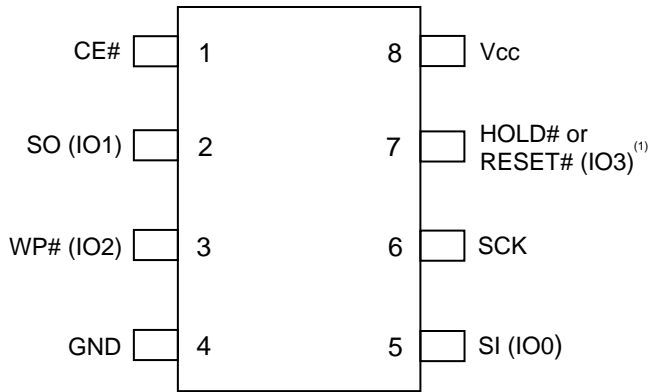 CE# 1 8 Vcc
SO (IO1) 2 7 HOLD# or
RESET# (IO3)(1)
WP# (IO2) 3 6 SCK
GND 4 5 SI (IO0)